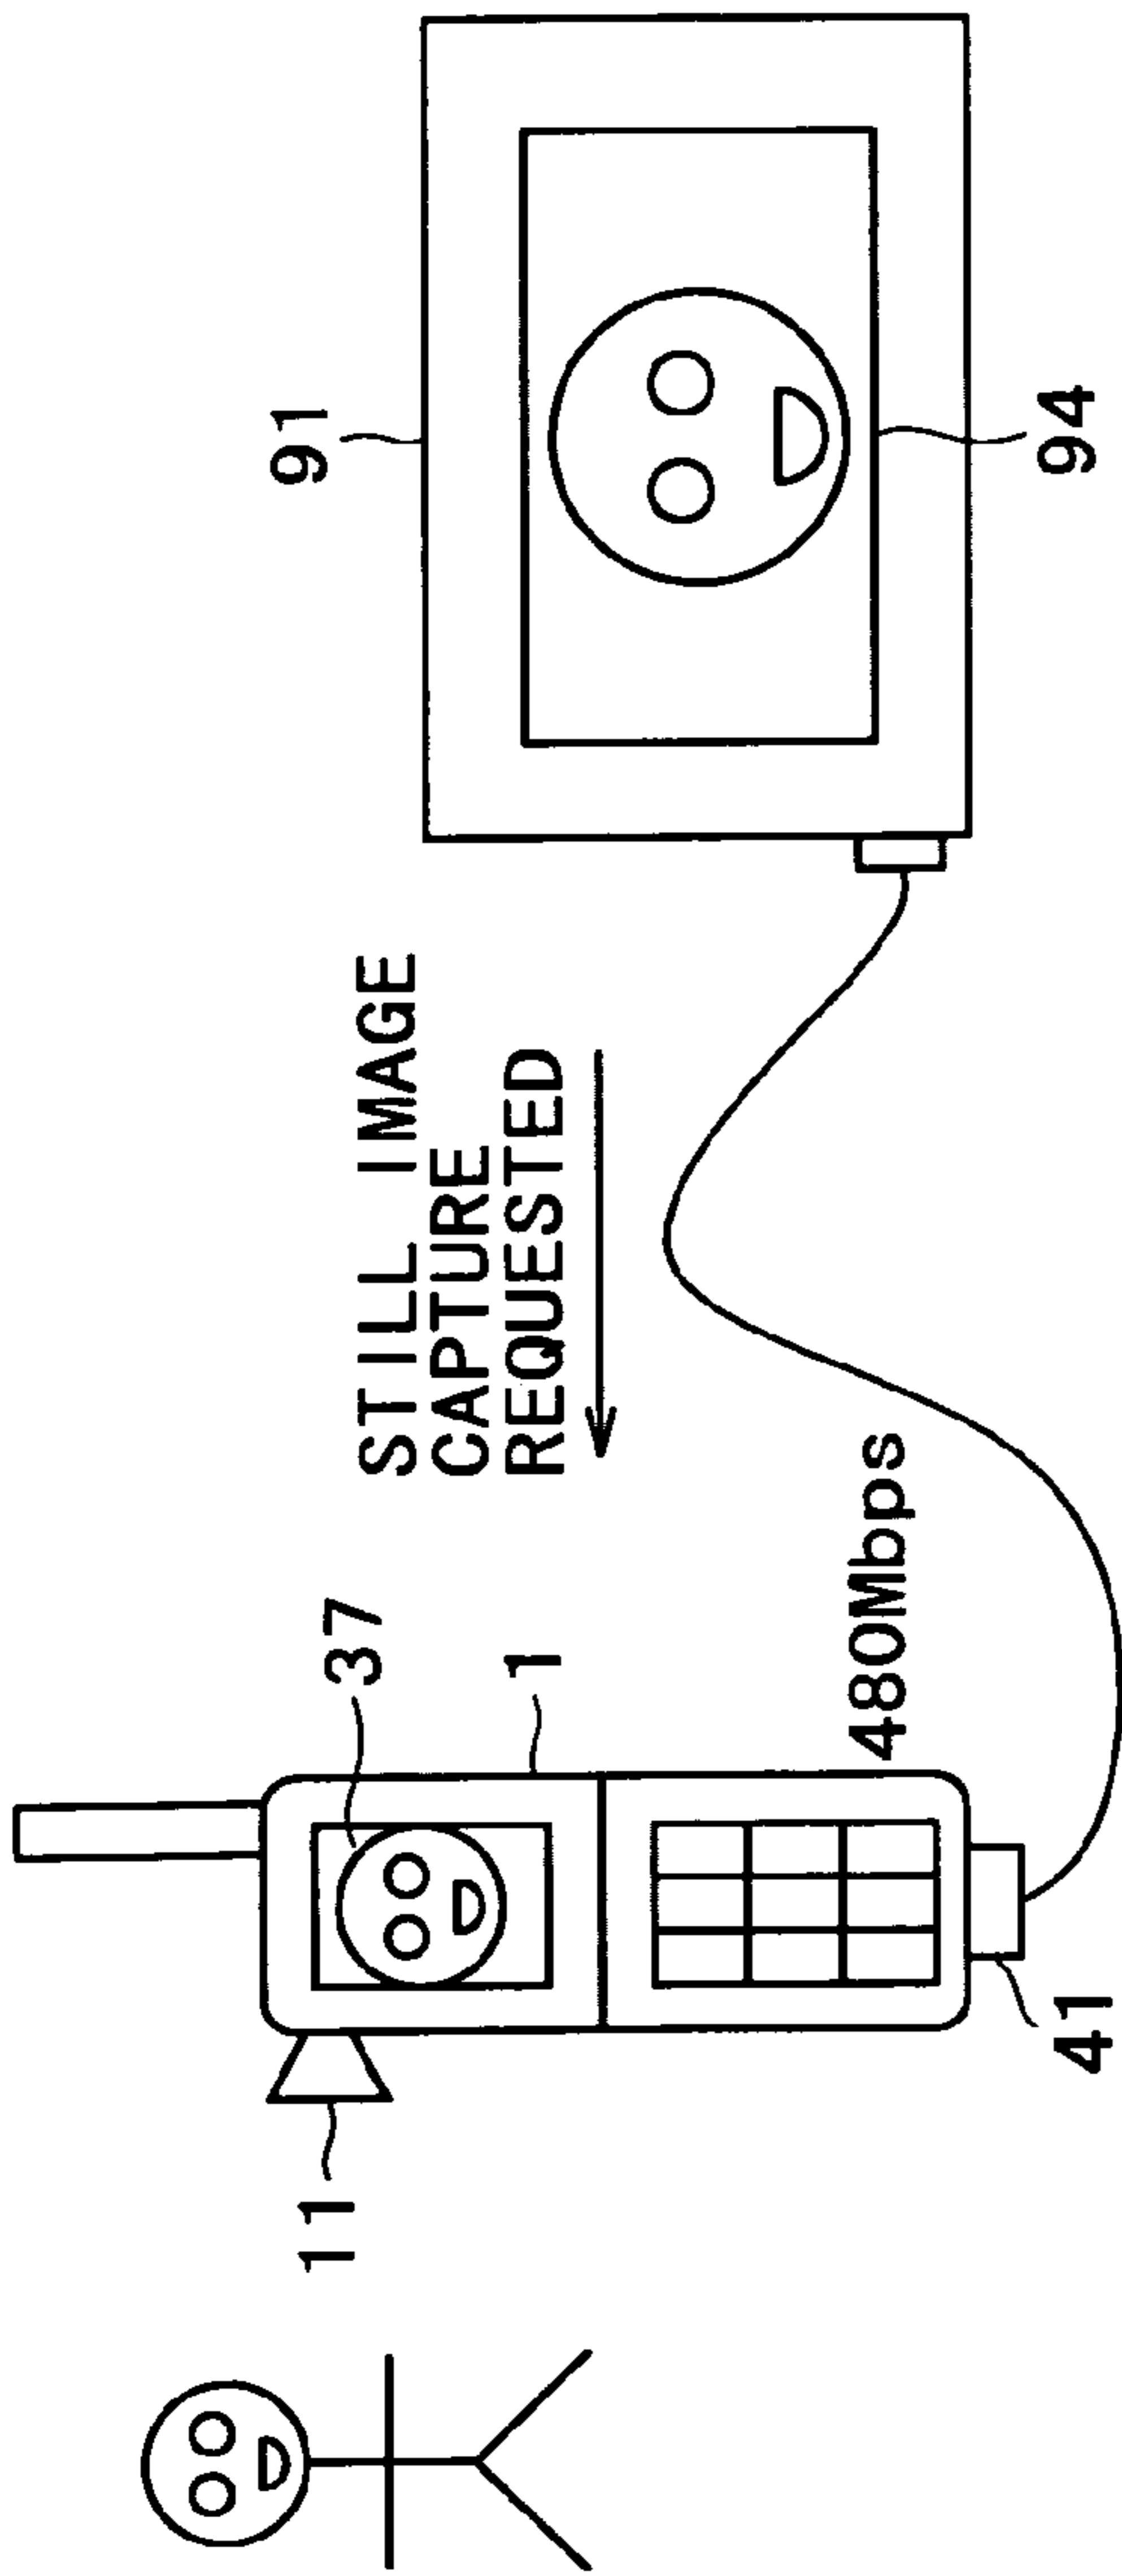 91
STILL IMAGE
CAPTURE
REQUESTED
37
1
11
480Mbps
41
94